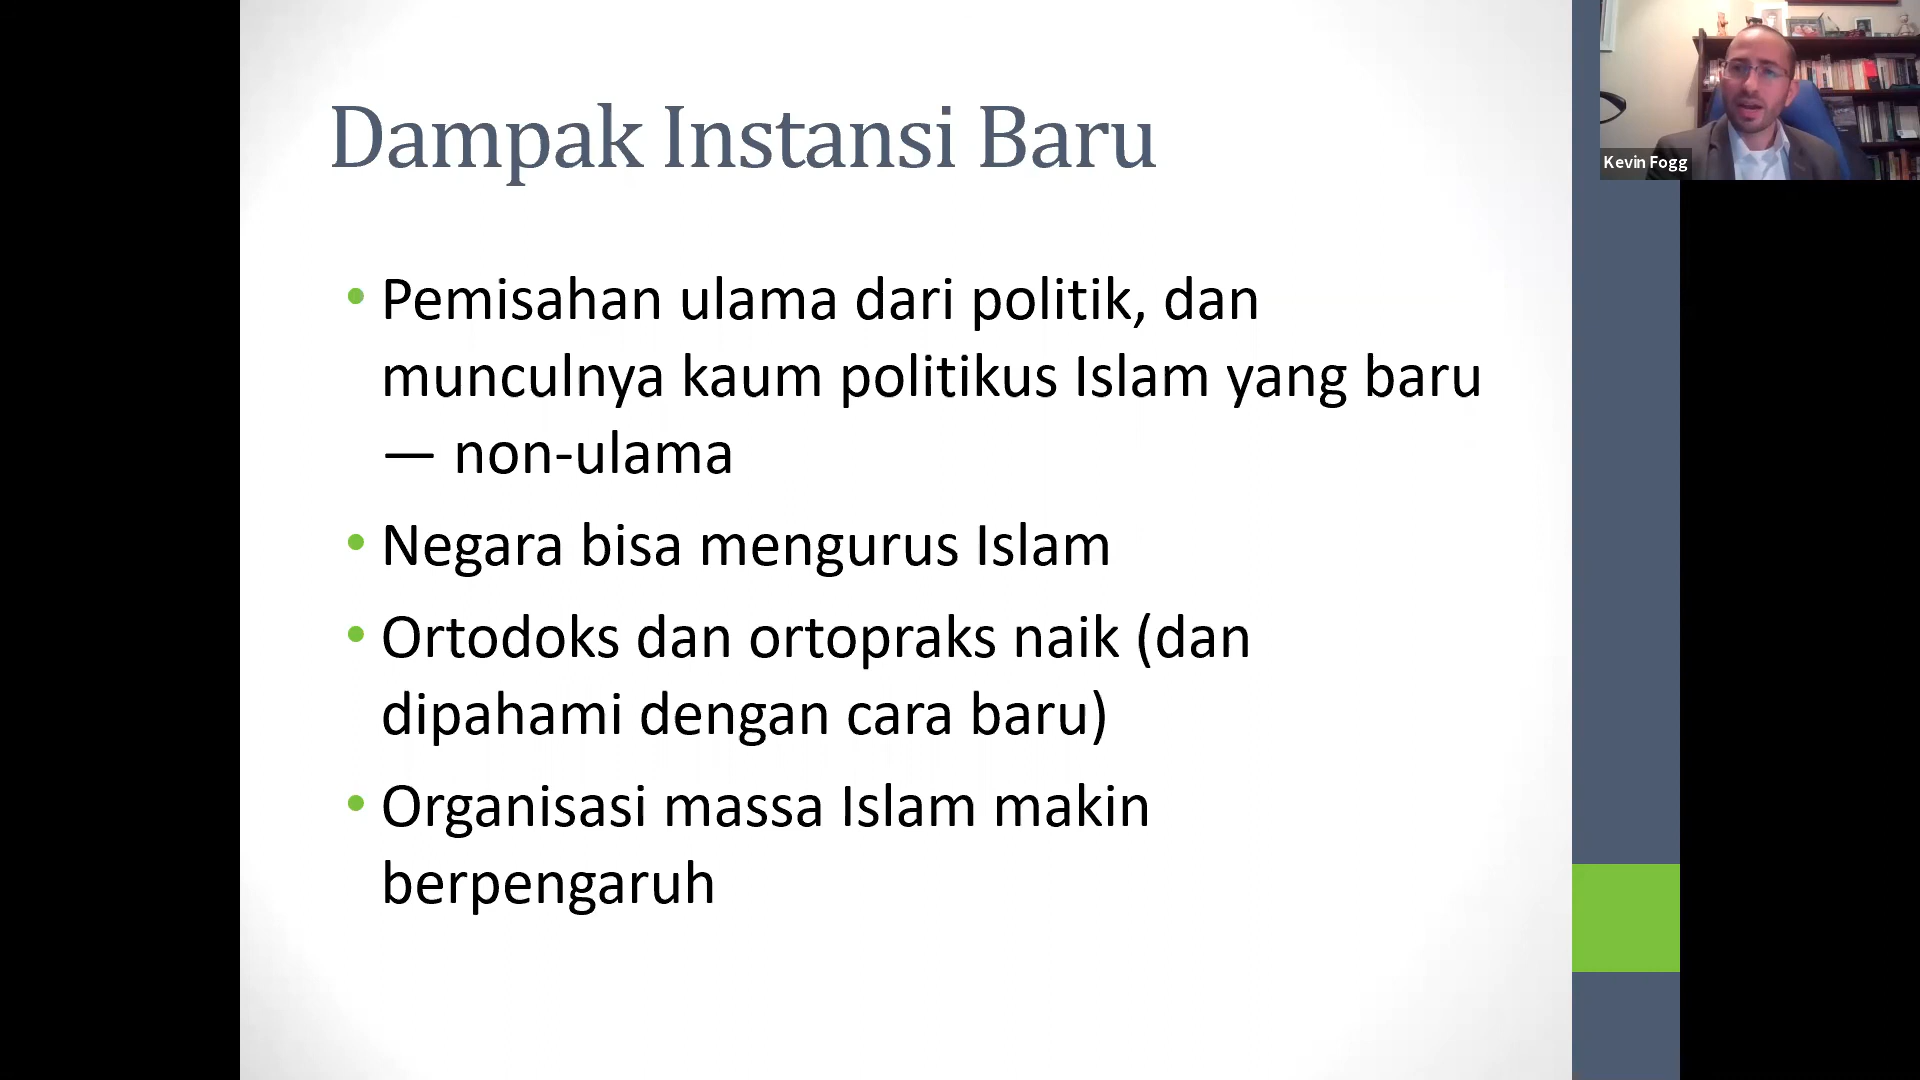 Dampak Instansi Baru
Kevin Fogg
• Pemisahan ulama dari politik, dan
munculnya kaum politikus Islam yang baru
— non-ulama
• Negara bisa mengurus Islam
• Ortodoks dan ortopraks naik (dan
dipahami dengan cara baru)
• Organisasi massa Islam makin
berpengaruh